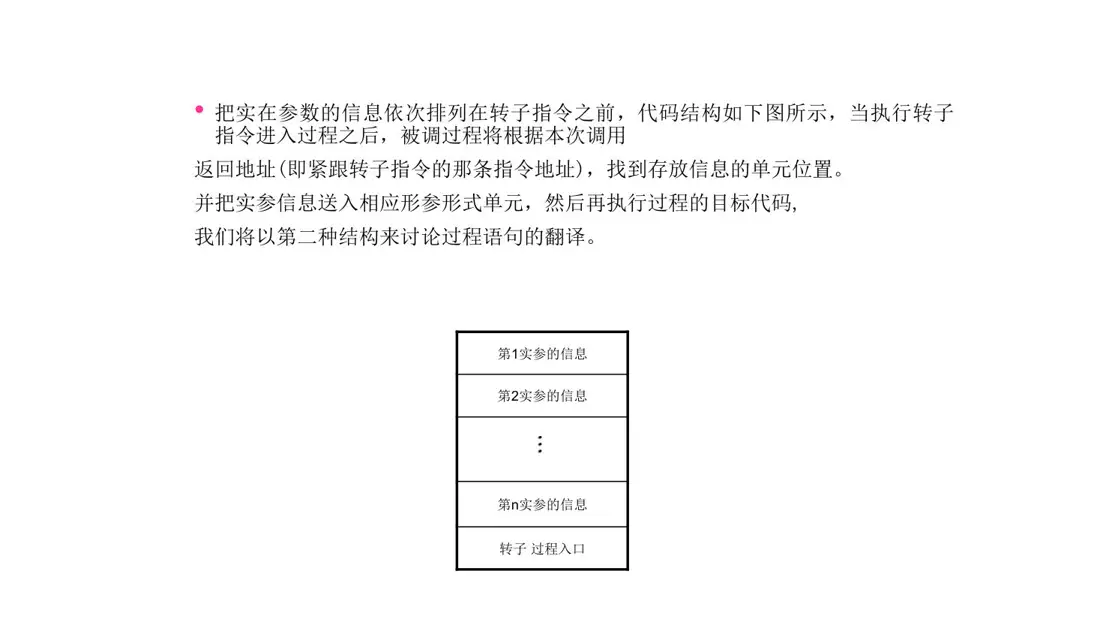 把实在参数的信息依次排列在转子指令之前，代码结构如下图所示，当执行转子
指令进入过程之后，被调过程将根据本次调用
返回地址(即紧跟转子指令的那条指令地址)，找到存放信息的单元位置。
并把实参信息送入相应形参形式单元，然后再执行过程的目标代码,
我们将以第二种结构来讨论过程语句的翻译。
第1实参的信息
第2实参的信息
⋮
第n实参的信息
转子 过程入口